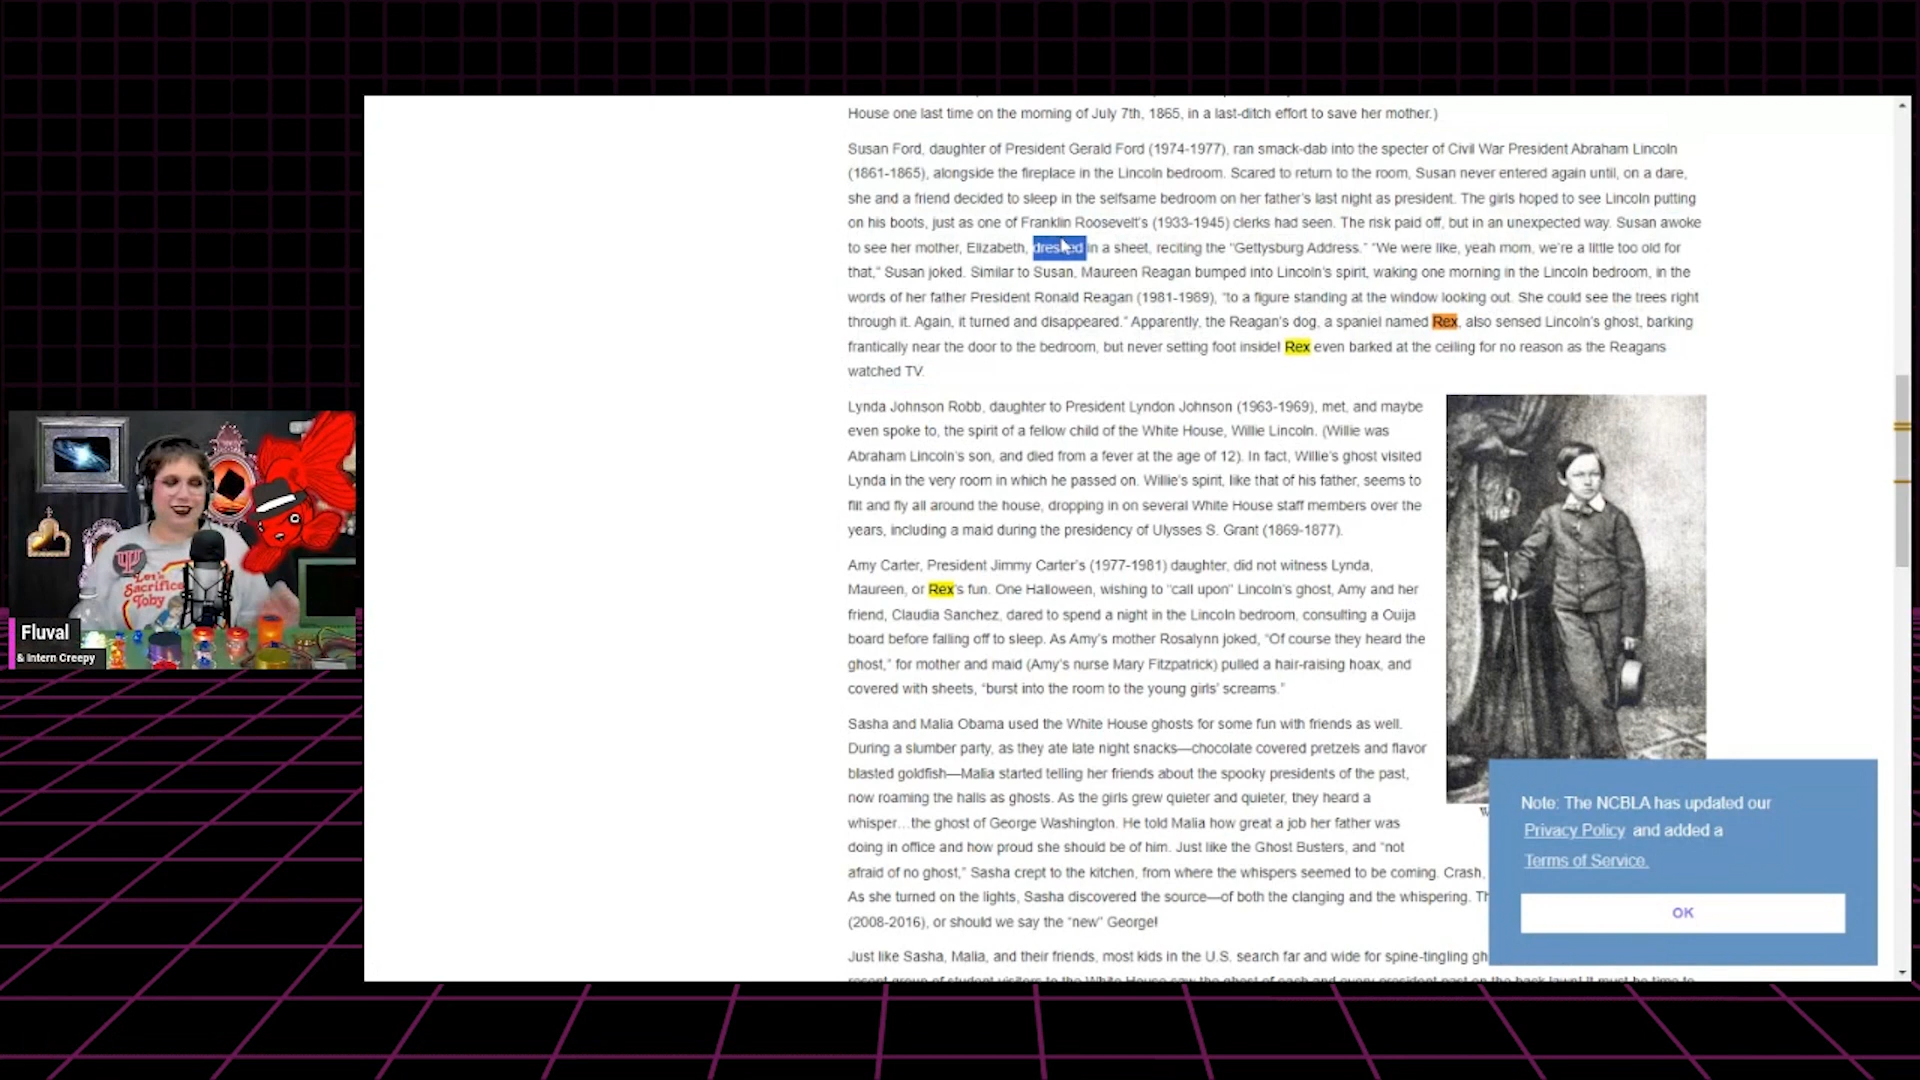 House one last time on the morning of July 7th, 1865, in a last-ditch effort to save her mother.)
Susan Ford, daughter of President Gerald Ford (1974-1977), ran smack-dab into the specter of Civil War President Abraham Lincoln
(1861-1865), alongside the fireplace in the Lincoln bedroom. Scared to return to the room, Susan never entered again until, on a dare,
she and a friend decided to sleep in the selfsame bedroom on her father's last night as president. The girls hoped to see Lincoln putting
on his boots, just as one of Franklin Roosevelt's (1933-1945) clerks had seen. The risk paid off, but in an unexpected way. Susan awoke
to see her mother, Elizabeth, dressed in a sheet, reciting the "Gettysburg Address." "We were like, yeah mom, we're a little too old for
that," Susan joked. Similar to Susan, Maureen Reagan bumped into Lincoln's spirit, waking one morning in the Lincoln bedroom, in the
words of her father President Ronald Reagan (1981-1989), "to a figure standing at the window looking out. She could see the trees right
through it. Again, it turned and disappeared." Apparently, the Reagan's dog, a spaniel named Rex, also sensed Lincoln's ghost, barking
frantically near the door to the bedroom, but never setting foot inside! Rex even barked at the ceiling for no reason as the Reagans
watched TV.
Lynda Johnson Robb, daughter to President Lyndon Johnson (1963-1969), met, and maybe
even spoke to, the spirit of a fellow child of the White House, Willie Lincoln. (Willie was
Abraham Lincoln's son, and died from a fever at the age of 12). In fact, Willie's ghost visited
Lynda in the very room in which he passed on. Willie's spirit, like that of his father, seems to
flit and fly all around the house, dropping in on several White House staff members over the
years, including a maid during the presidency of Ulysses S. Grant (1869-1877).
Amy Carter, President Jimmy Carter's (1977-1981) daughter, did not witness Lynda,
Maureen, or Rex's fun. One Halloween, wishing to "call upon" Lincoln's ghost, Amy and her
friend, Claudia Sanchez, dared to spend a night in the Lincoln bedroom, consulting a Ouija
board before falling off to sleep. As Amy's mother Rosalynn joked, "Of course they heard the
ghost," for mother and maid (Amy's nurse Mary Fitzpatrick) pulled a hair-raising hoax, and
covered with sheets, "burst into the room to the young girls' screams."
Sasha and Malia Obama used the White House ghosts for some fun with friends as well.
During a slumber party, as they ate late night snacks—chocolate covered pretzels and flavor
blasted goldfish—Malia started telling her friends about the spooky presidents of the past,
now roaming the halls as ghosts. As the girls grew quieter and quieter, they heard a
whisper…the ghost of George Washington. He told Malia how great a job her father was
doing in office and how proud she should be of him. Just like the Ghost Busters, and "not
afraid of no ghost," Sasha crept to the kitchen, from where the whispers seemed to be coming. Crash,
As she turned on the lights, Sasha discovered the source—of both the clanging and the whispering.
(2008-2016), or should we say the "new" George!
Just like Sasha, Malia, and their friends, most kids in the U.S. search far and wide for spine-tingling
Note: The NCBLA has updated our
Privacy Policy and added a
Terms of Service.
OK
Let's
Sacrifice
Toby
Fluval
& Intern Creepy